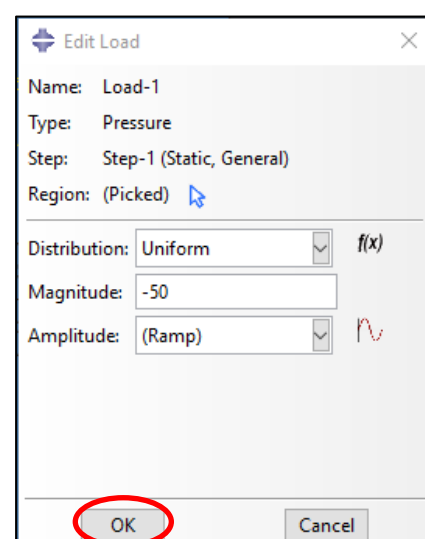 Edit Load
Name: Load-1
Type: Pressure
Step: Step-1 (Static, General)
Region: (Picked)
Distribution: Uniform f(x)
Magnitude: -50
Amplitude: (Ramp)
OK Cancel